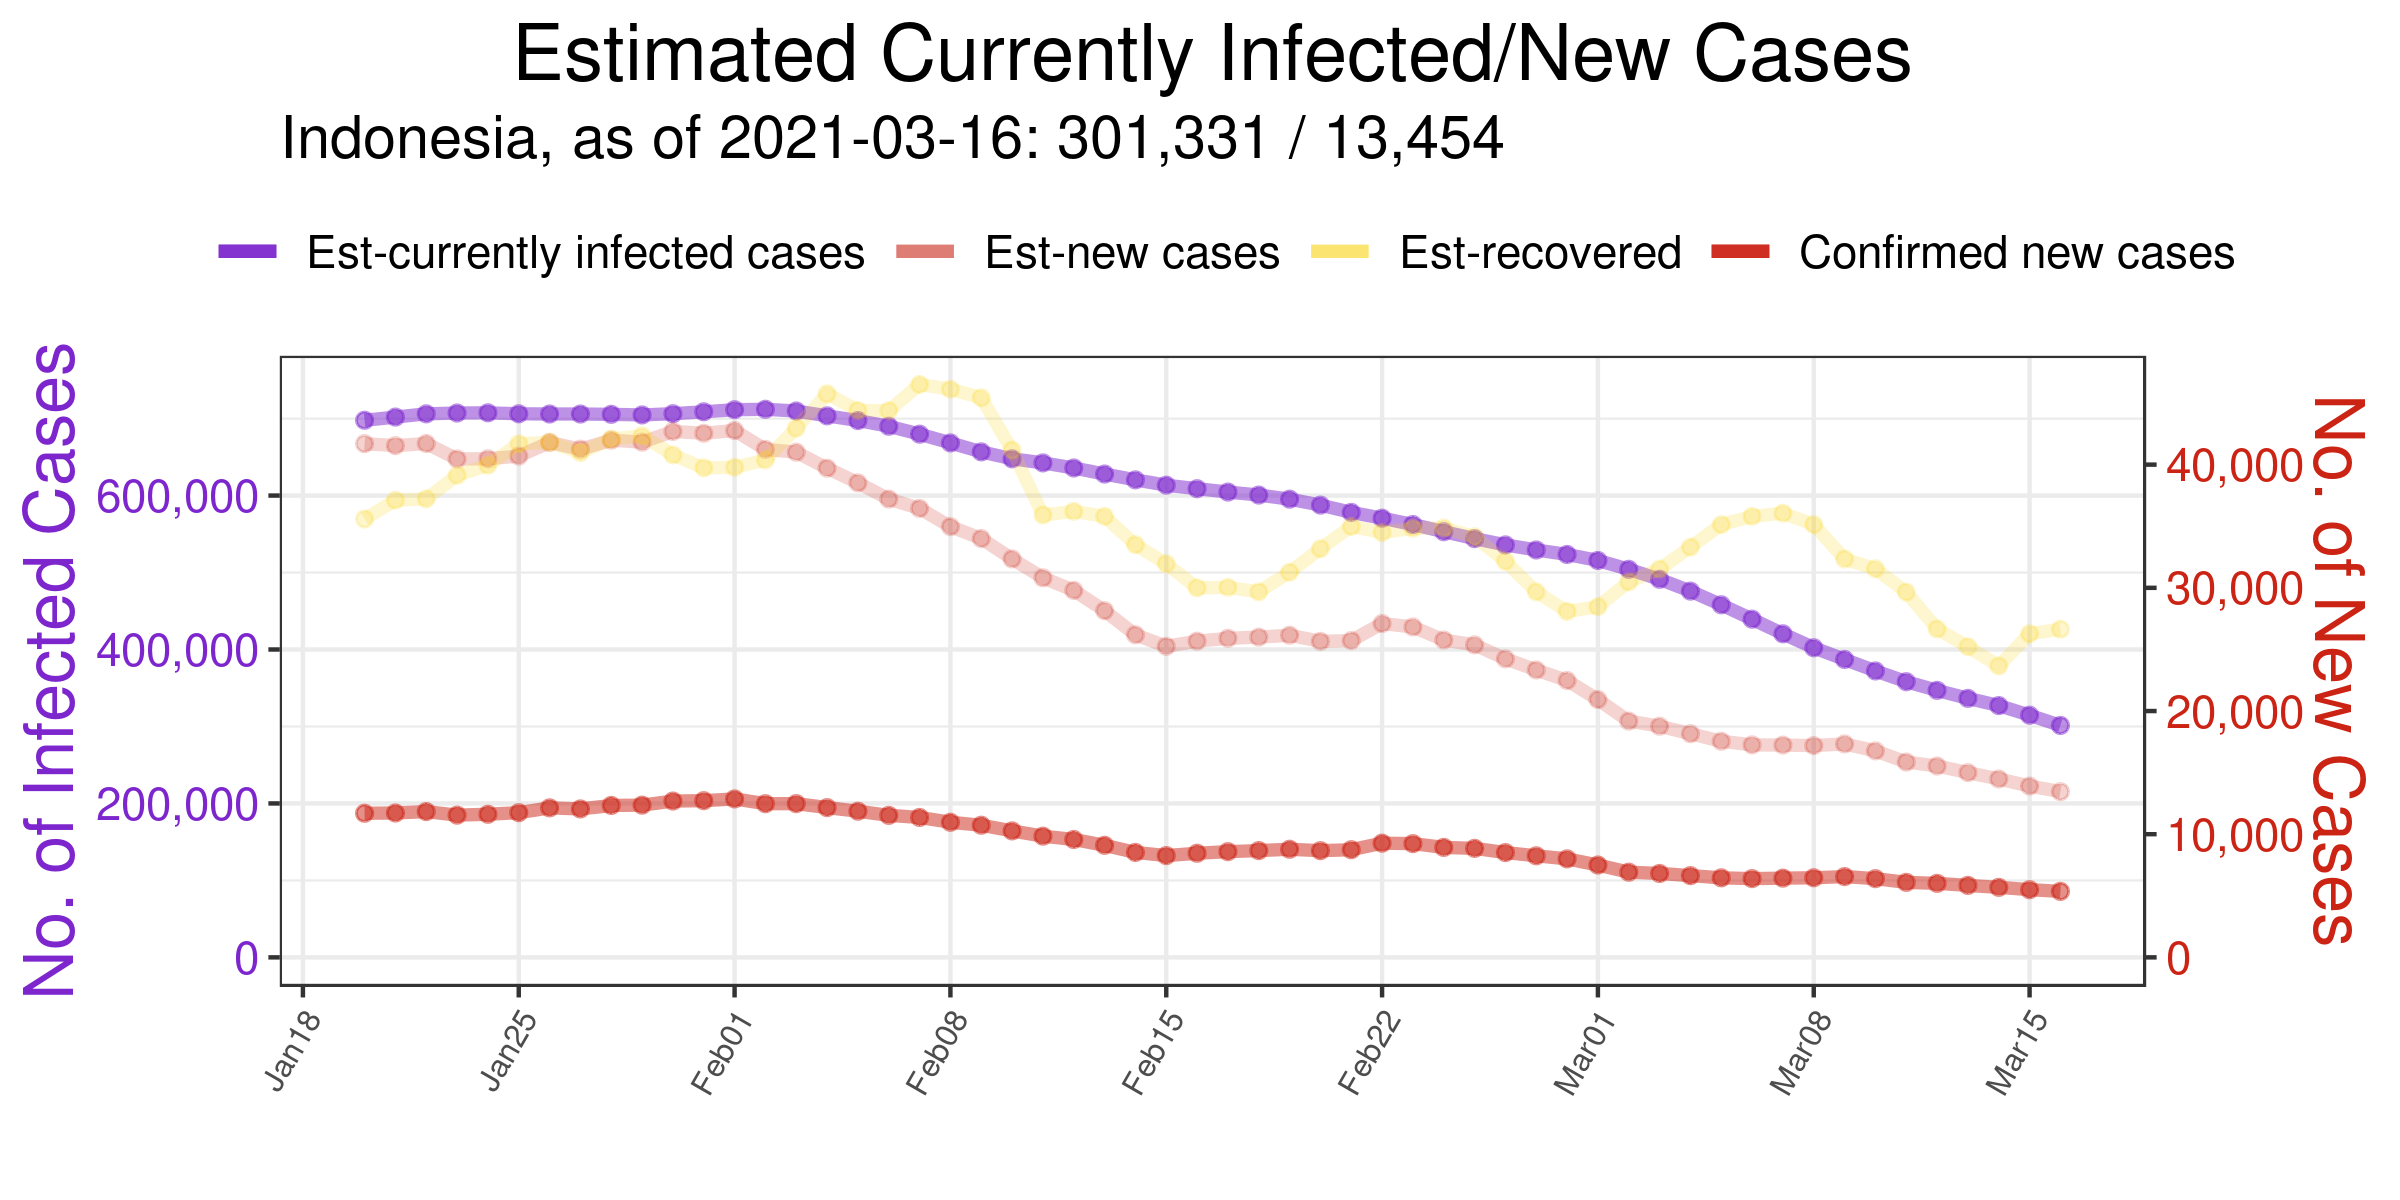 Estimated Currently Infected/New Cases
Indonesia, as of 2021-03-16: 301,331 / 13,454
Est-currently infected cases Est-new cases Est-recovered Confirmed new cases
No. of Infected Cases
600,000
400,000
200,000
0
40,000
30,000
20,000
10,000
0
No. of New Cases
Jan18 Jan25 Feb01 Feb08 Feb15 Feb22 Mar01 Mar08 Mar15